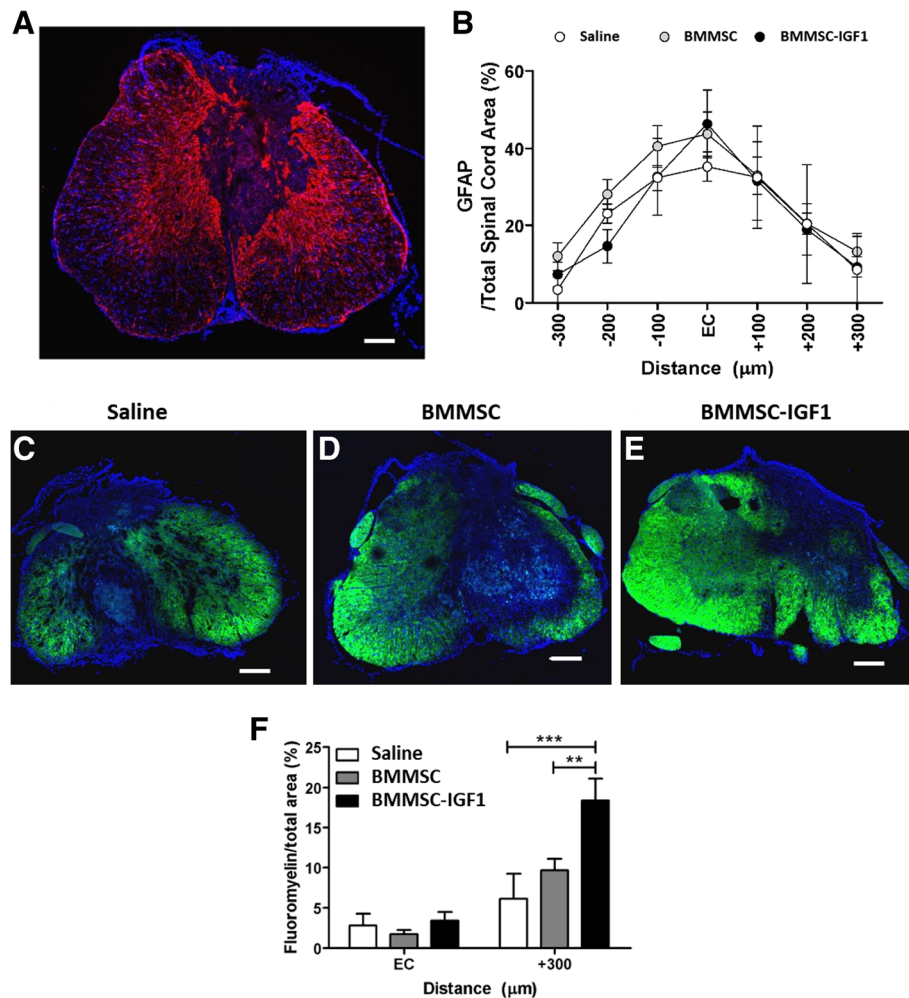 A
B
Saline BMMSC BMMSC-IGF1
GFAP
/Total Spinal Cord Area (%)
60
40
20
0
-300 -200 -100 EC +100 +200 +300
Distance (μm)
Saline BMMSC BMMSC-IGF1
C D E
F
Fluoromyelin/total area (%)
25
20
15
10
5
0
Saline
BMMSC
BMMSC-IGF1
***
**
EC +300
Distance (μm)